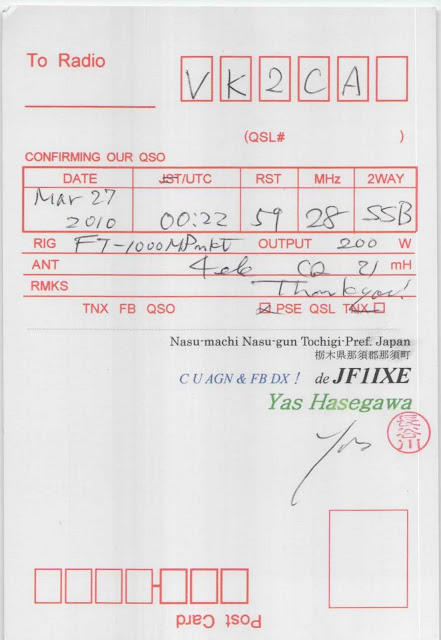 To Radio
VK2CA
(QSL# )
CONFIRMING OUR QSO
DATE JST/UTC RST MHz 2WAY
Mar 27
2010 00:22 59 28 SSB
RIG FT-1000MPmkV OUTPUT 200 W
ANT 4ele CQ 21 mH
RMKS Thank you!
TNX FB QSO PSE QSL TNX
Nasu-machi Nasu-gun Tochigi-Pref. Japan
栃木県那須郡那須町
C U AGN & FB DX ! de JF1IXE
Yas Hasegawa
長谷川
Yas
Post Card